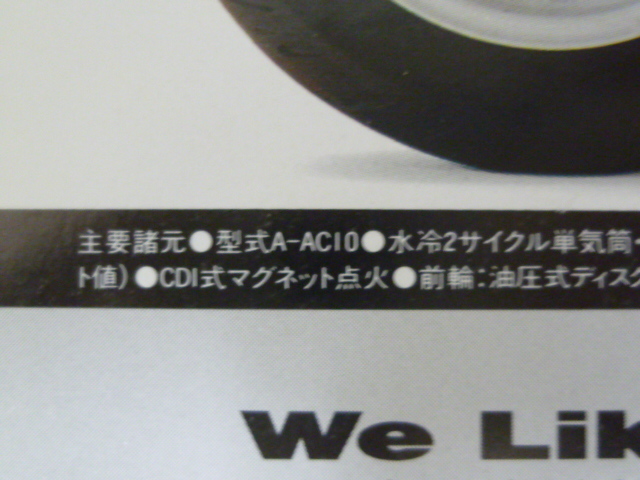 主要諸元●型式A-AC10●水冷2サイクル単気筒・
ト値)●CDI式マグネット点火●前輪:油圧式ディス
We Lik